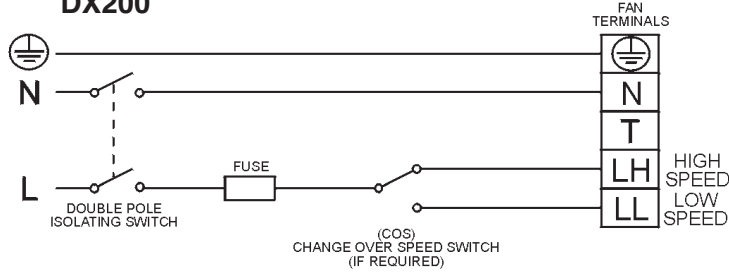 DX200
FAN
TERMINALS
N
N
T
FUSE
LH
HIGH
SPEED
L
LL
LOW
SPEED
DOUBLE POLE
ISOLATING SWITCH
(COS)
CHANGE OVER SPEED SWITCH
(IF REQUIRED)